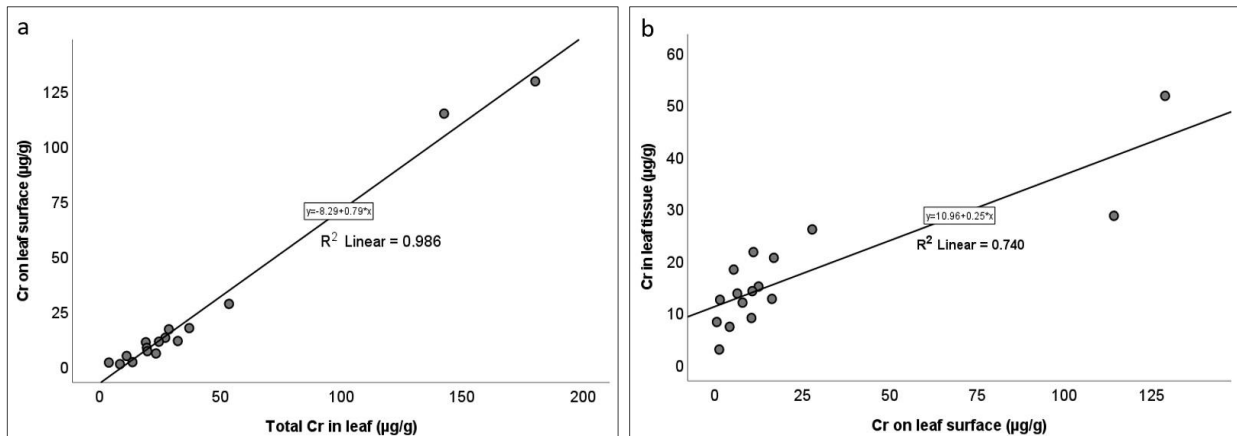 a
125
100
75
50
25
0
Cr on leaf surface (µg/g)
y=-8.29+0.79*x
R² Linear = 0.986
0 50 100 150 200
Total Cr in leaf (µg/g)
b
60
50
40
30
20
10
0
Cr in leaf tissue (µg/g)
y=10.96+0.25*x
R² Linear = 0.740
0 25 50 75 100 125
Cr on leaf surface (µg/g)